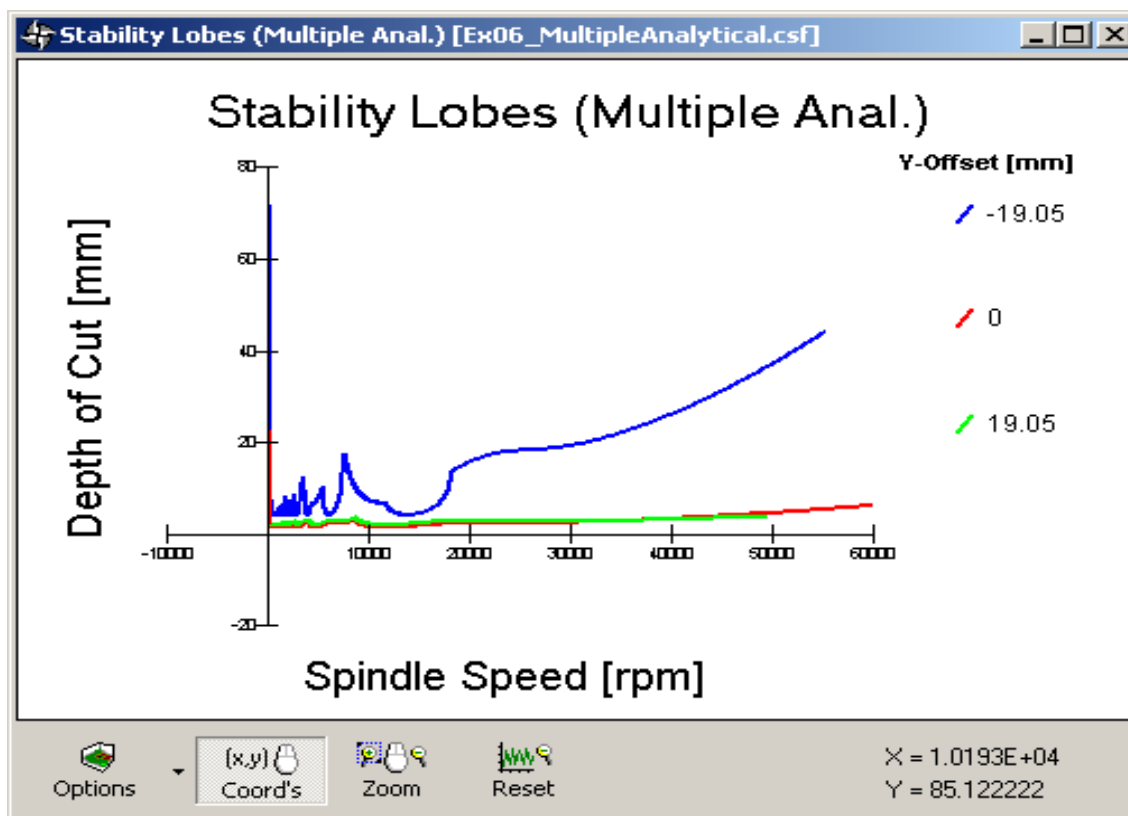 Stability Lobes (Multiple Anal.) [Ex06_MultipleAnalytical.csf]
Stability Lobes (Multiple Anal.)
Y-Offset [mm]
-19.05
0
19.05
Depth of Cut [mm]
80
60
40
20
-20
-10000 10000 20000 30000 40000 50000 60000
Spindle Speed [rpm]
Options
(x,y)
Coord's
Zoom
Reset
X = 1.0193E+04
Y = 85.122222